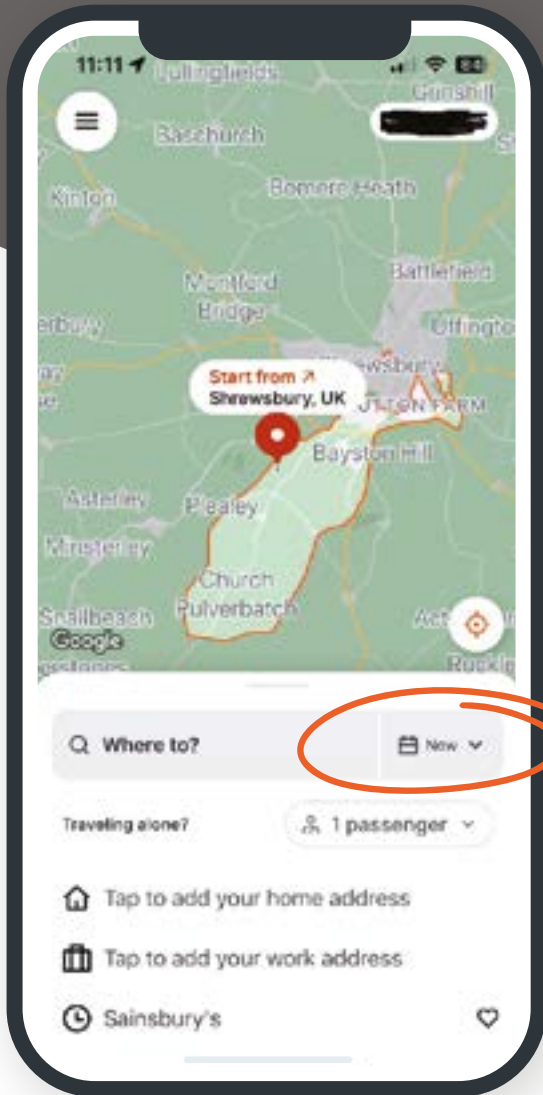 11:11
Gunshill
Baschurch
Kinton
Bomere Heath
Montford
Bridge
Battlefield
Start from
Shrewsbury, UK
Bayston Hill
Asterley
Plealey
Minsterley
Church
Pulverbatch
Snailbeach
Google
Where to?
Now
Traveling alone?
1 passenger
Tap to add your home address
Tap to add your work address
Sainsbury's